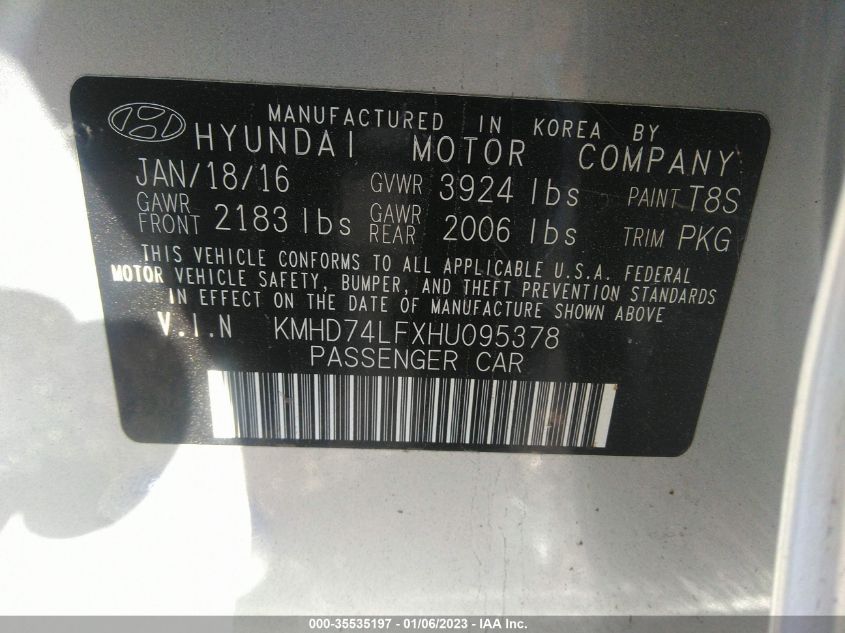 MANUFACTURED IN KOREA BY
HYUNDAI MOTOR COMPANY
JAN/18/16 GVWR 3924 lbs PAINT T8S
GAWR FRONT 2183 lbs GAWR REAR 2006 lbs TRIM PKG
THIS VEHICLE CONFORMS TO ALL APPLICABLE U.S.A. FEDERAL
MOTOR VEHICLE SAFETY, BUMPER, AND THEFT PREVENTION STANDARDS
IN EFFECT ON THE DATE OF MANUFACTURE SHOWN ABOVE
V.I.N KMHD74LFXHU095378
PASSENGER CAR
000-35535197 - 01/06/2023 - IAA Inc.